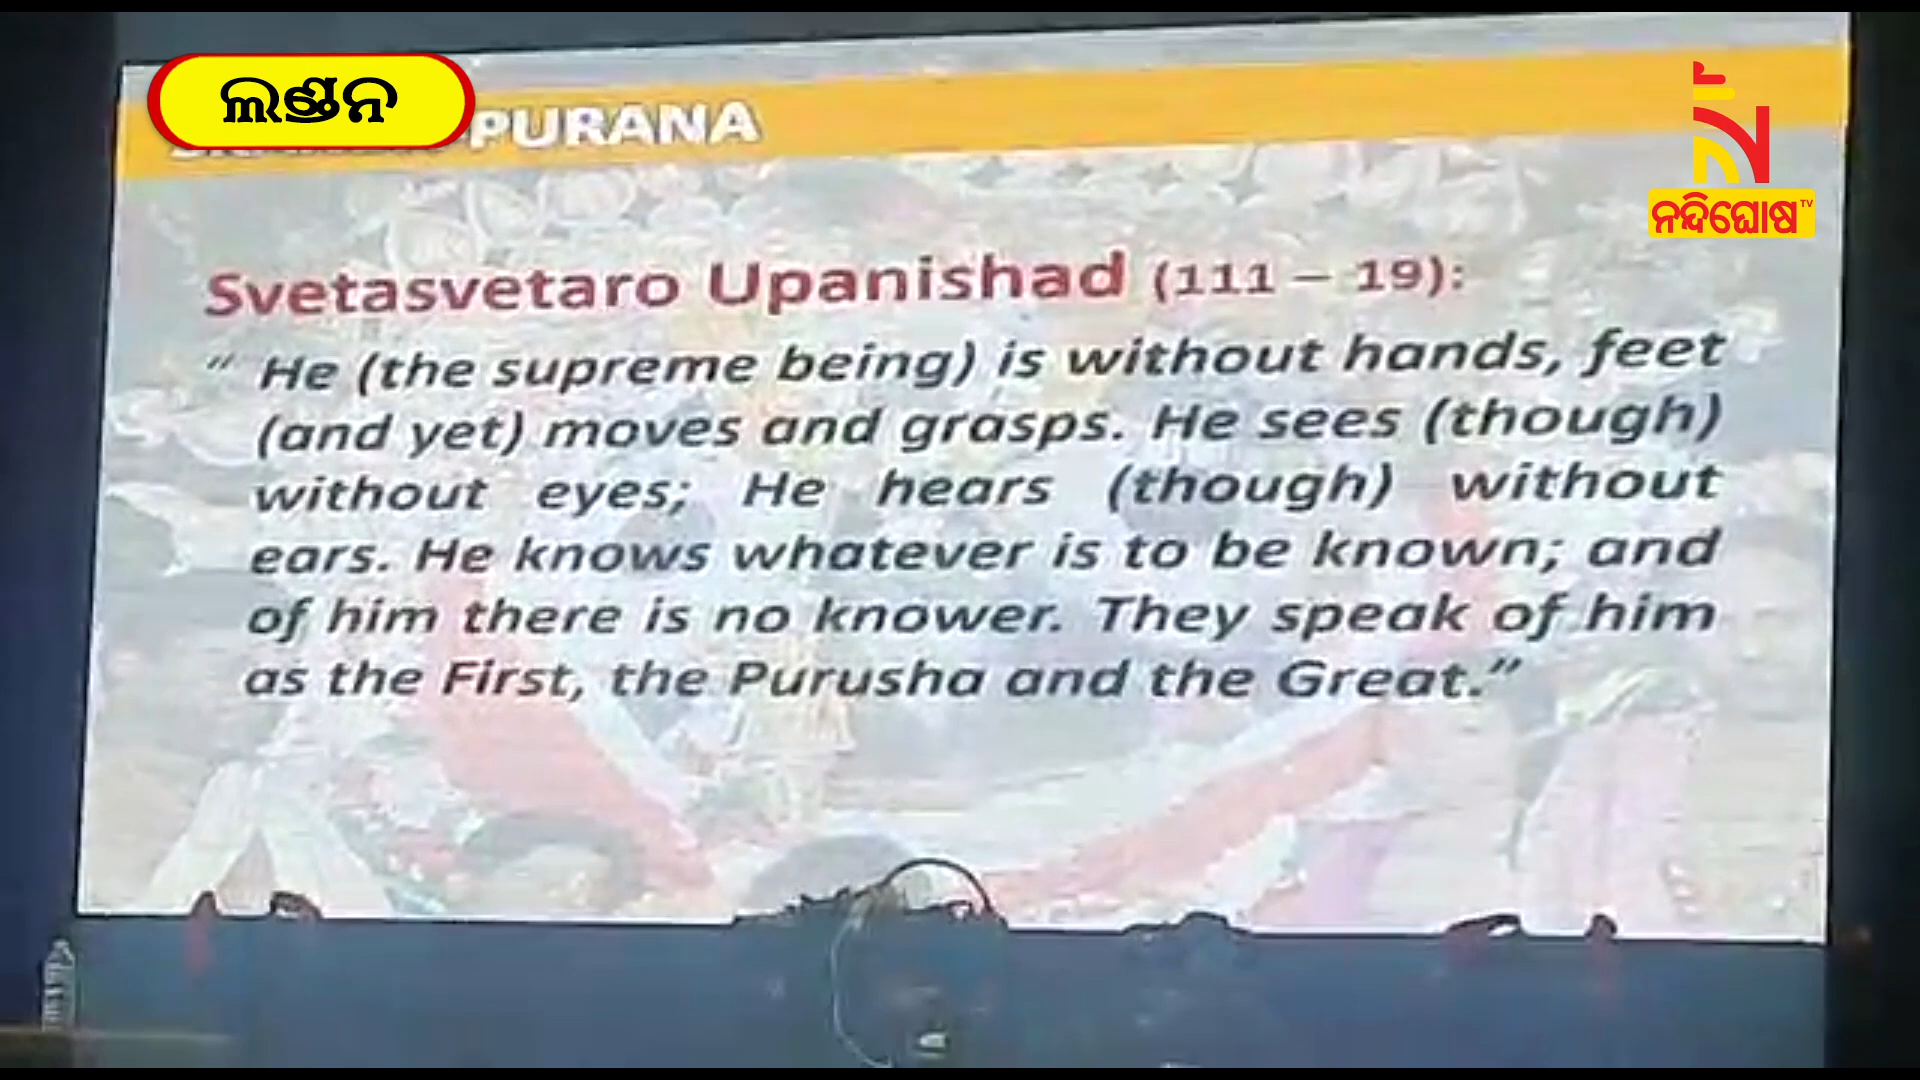 ଲଣ୍ଡନ
PURANA
ନନ୍ଦିଘୋଷ TV
Svetasvetaro Upanishad (111 – 19):
“ He (the supreme being) is without hands, feet
(and yet) moves and grasps. He sees (though)
without eyes; He hears (though) without
ears. He knows whatever is to be known; and
of him there is no knower. They speak of him
as the First, the Purusha and the Great.”